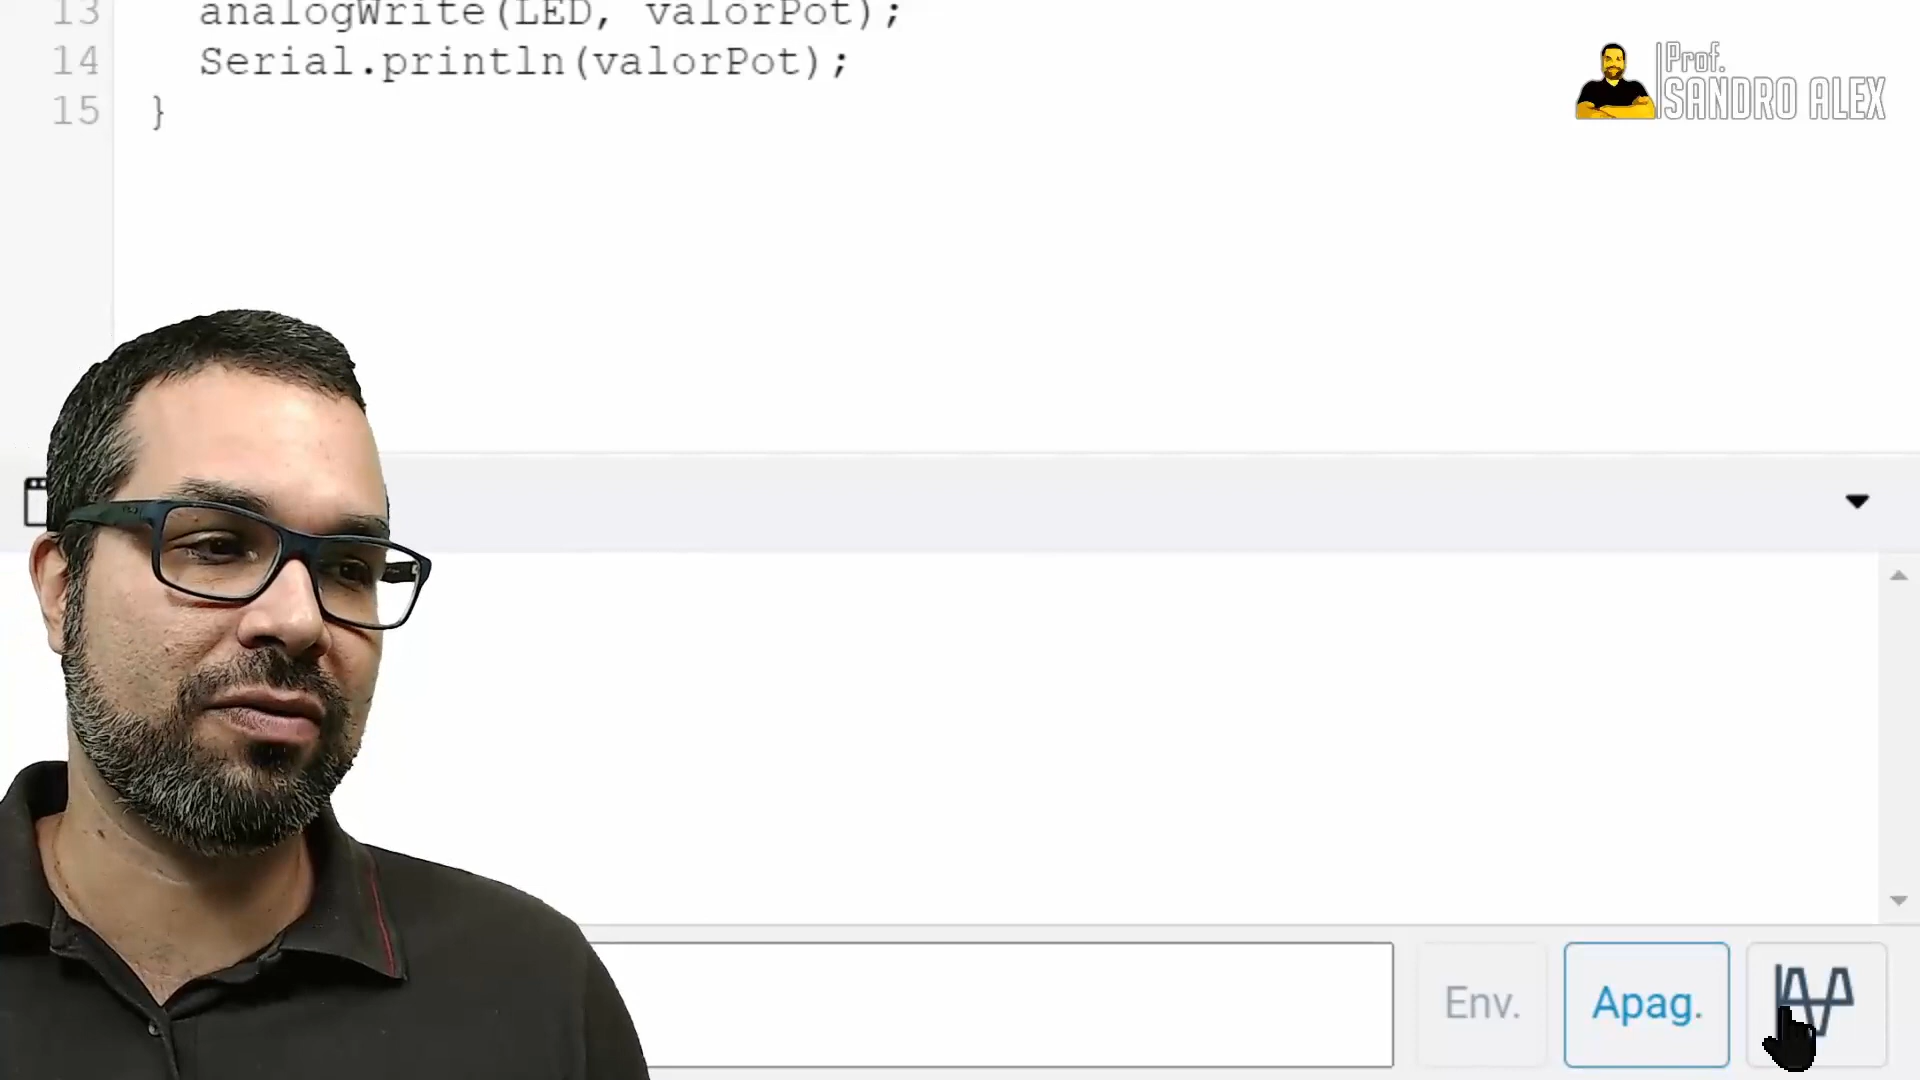 13 analogWrite(LED, valorPot);
14 Serial.println(valorPot);
15 }
Prof.
SANDRO ALEX
Env.
Apag.